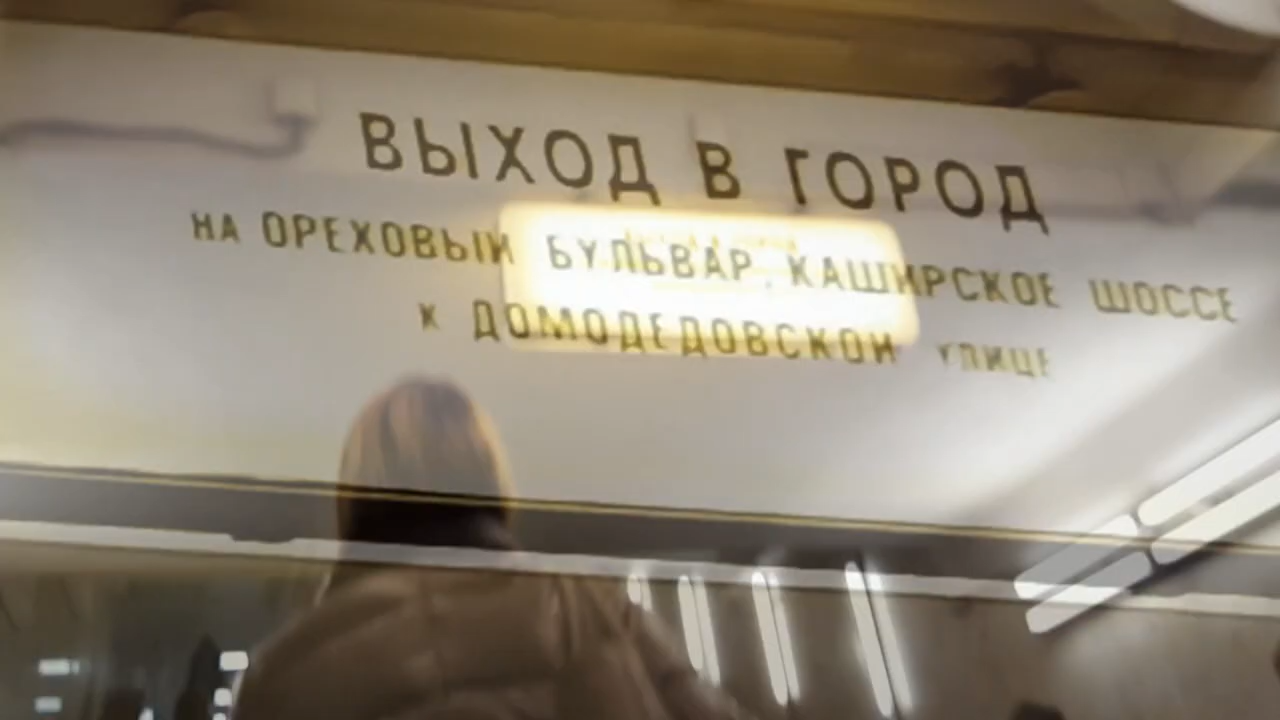 ВЫХОД В ГОРОД
НА ОРЕХОВЫЙ БУЛЬВАР, КАШИРСКОЕ ШОССЕ
К ДОМОДЕДОВСКОЙ УЛИЦЕ